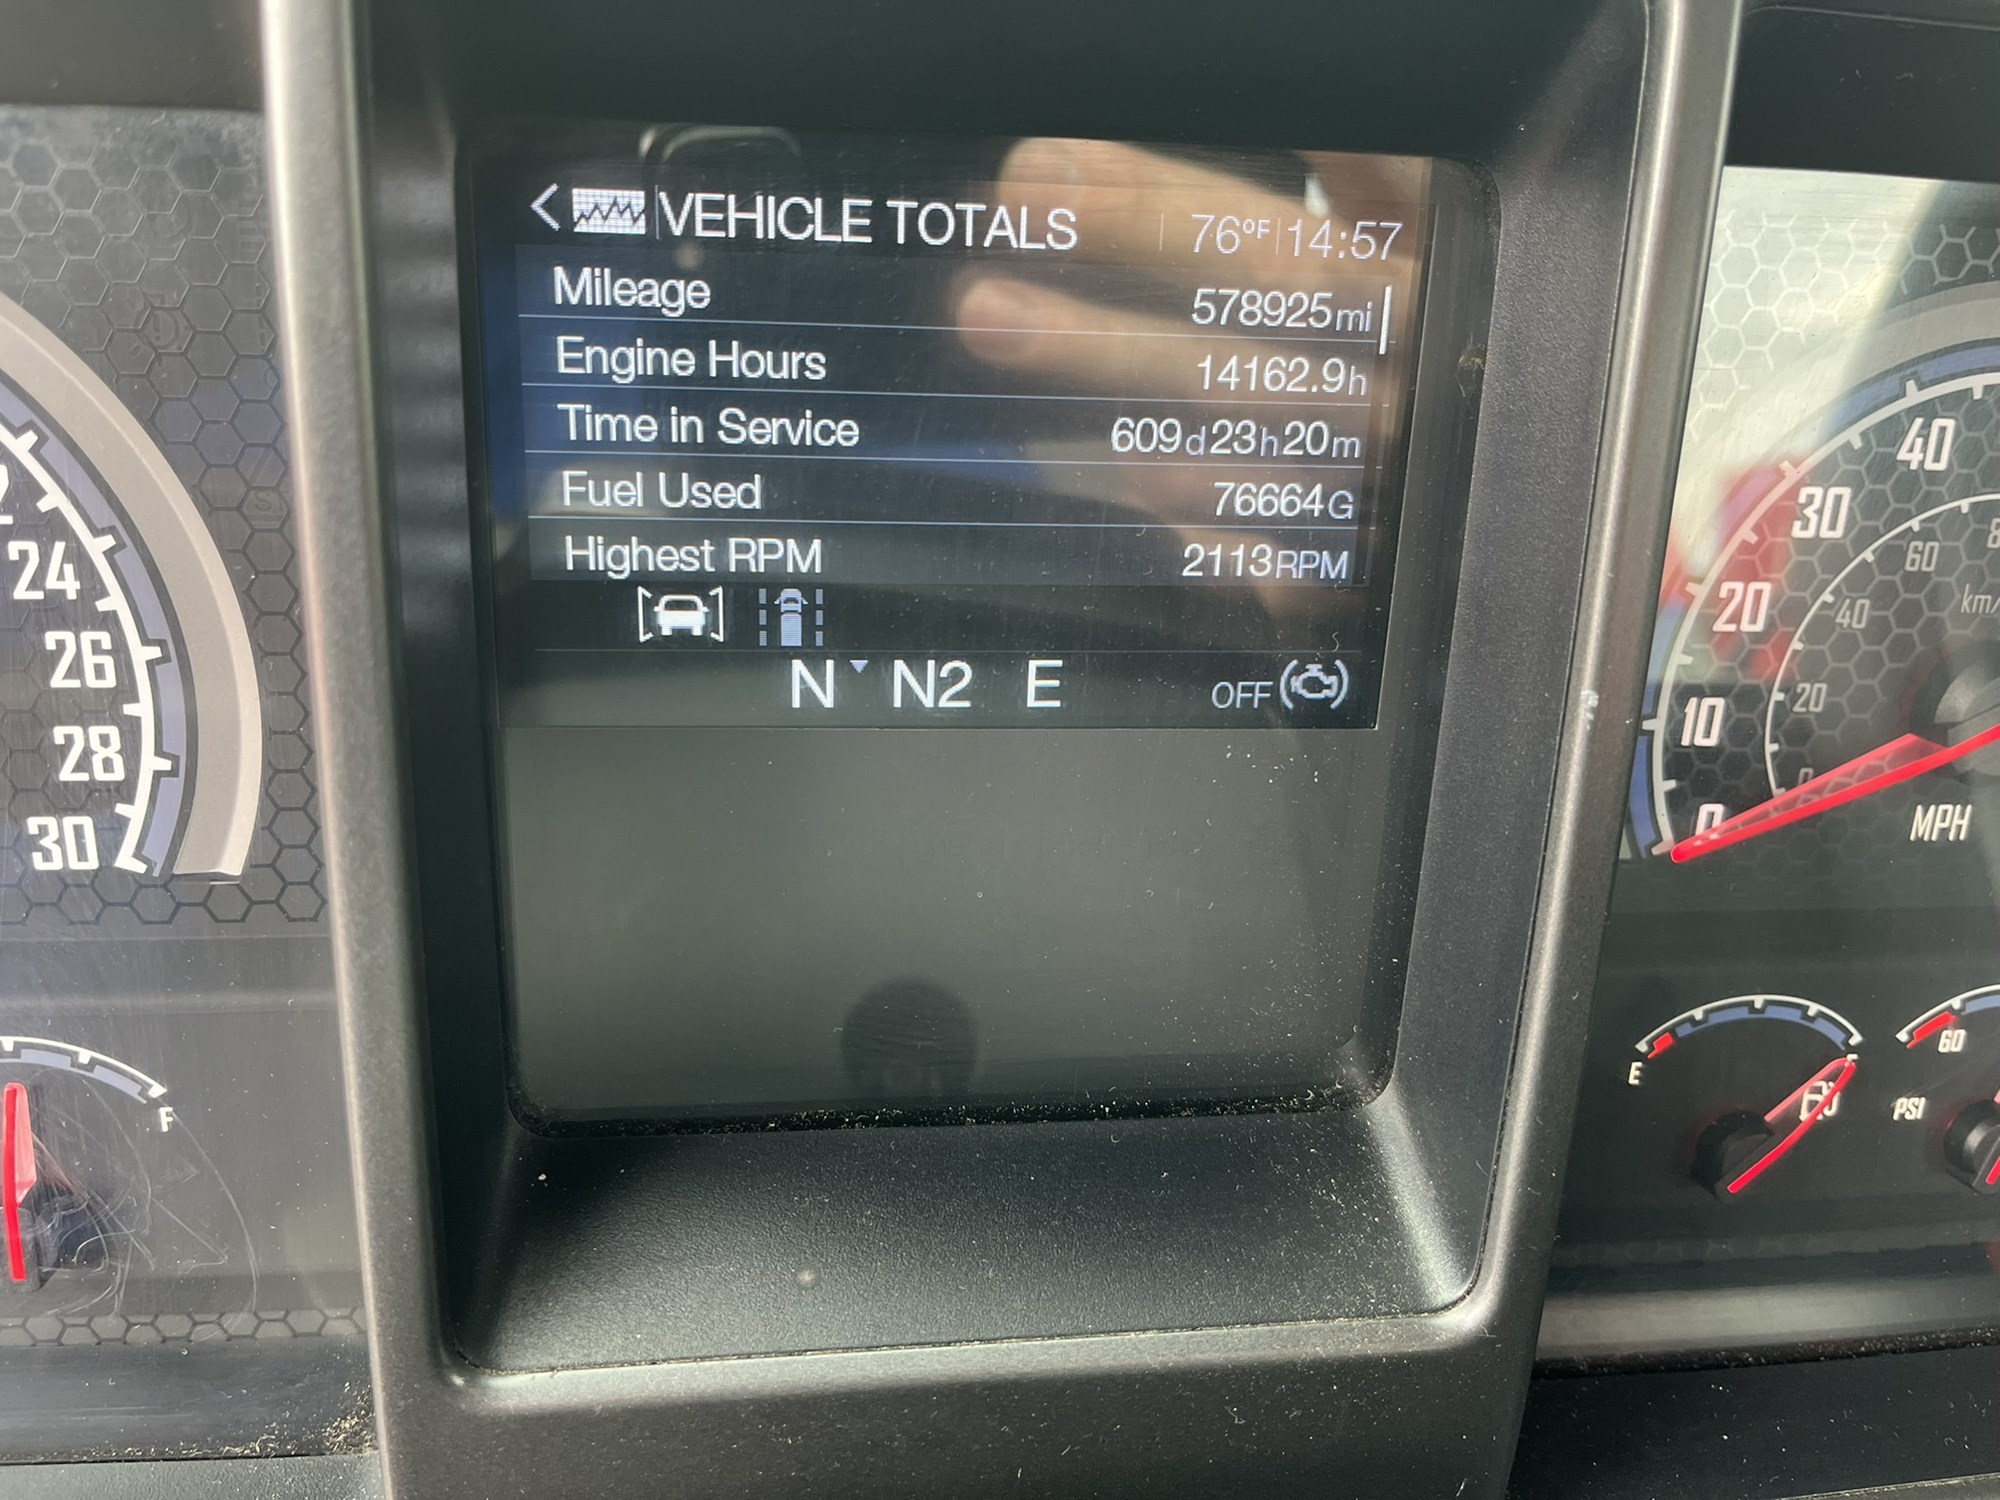 VEHICLE TOTALS 76°F 14:57
Mileage 578925mi
Engine Hours 14162.9h
Time in Service 609d23h20m
Fuel Used 76664G
Highest RPM 2113RPM
N N2 E OFF
24
26
28
30
F
40
30
20
10
0
80
60
40
20
0
km/
MPH
E
60
PSI